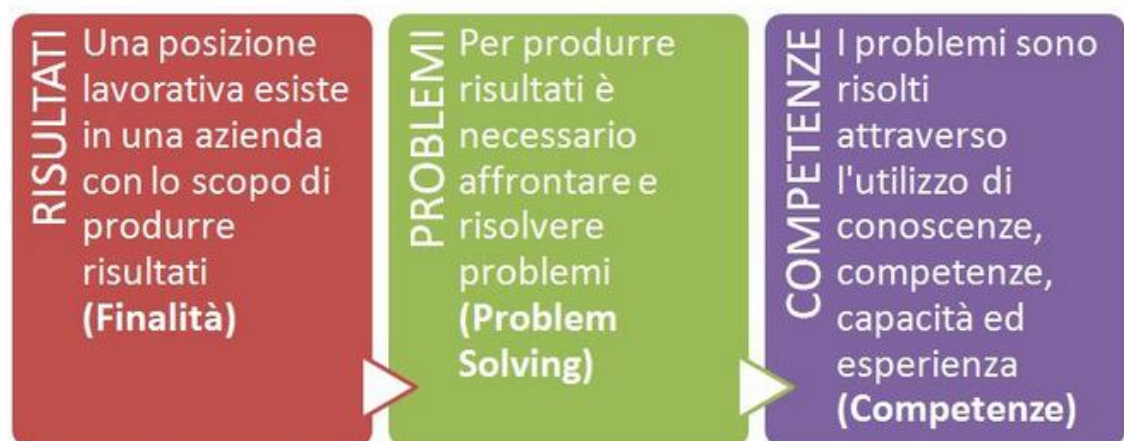 RISULTATI
Una posizione
lavorativa esiste
in una azienda
con lo scopo di
produrre
risultati
(Finalità)
PROBLEMI
Per produrre
risultati è
necessario
affrontare e
risolvere
problemi
(Problem
Solving)
COMPETENZE
I problemi sono
risolti
attraverso
l'utilizzo di
conoscenze,
competenze,
capacità ed
esperienza
(Competenze)